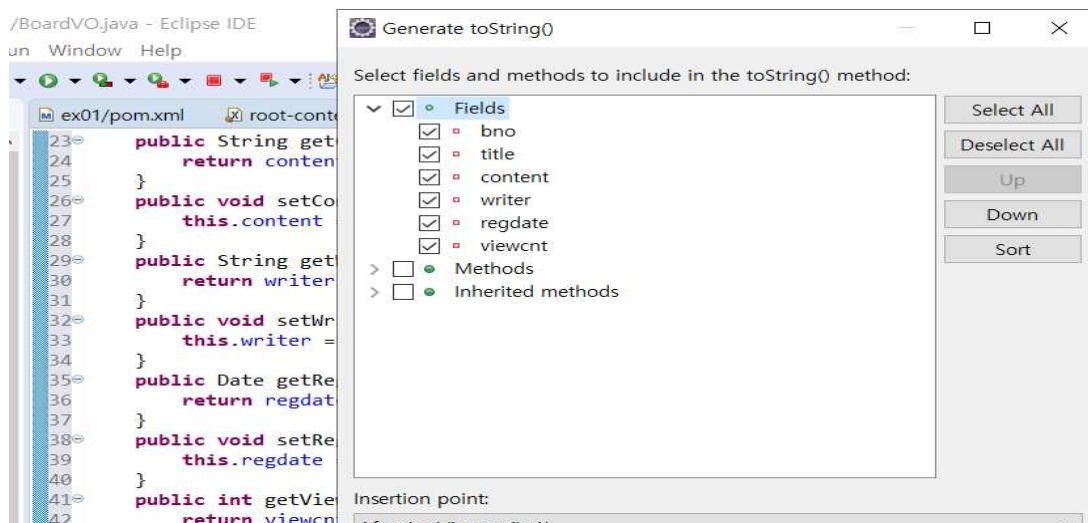 /BoardVO.java - Eclipse IDE
un Window Help
ex01/pom.xml root-conte
23 public String get
24 return conten
25 }
26 public void setCo
27 this.content
28 }
29 public String get
30 return writer
31 }
32 public void setWr
33 this.writer =
34 }
35 public Date getRe
36 return regdat
37 }
38 public void setRe
39 this.regdate
40 }
41 public int getVie
42 return viewcn
Generate toString()
Select fields and methods to include in the toString() method:
Fields
bno
title
content
writer
regdate
viewcnt
Methods
Inherited methods
Select All
Deselect All
Up
Down
Sort
Insertion point: